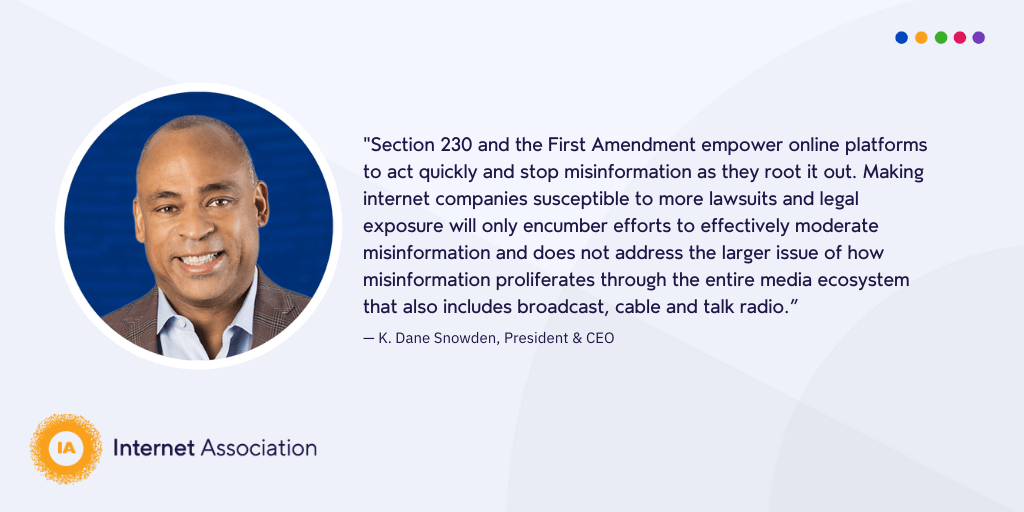 "Section 230 and the First Amendment empower online platforms
to act quickly and stop misinformation as they root it out. Making
internet companies susceptible to more lawsuits and legal
exposure will only encumber efforts to effectively moderate
misinformation and does not address the larger issue of how
misinformation proliferates through the entire media ecosystem
that also includes broadcast, cable and talk radio.”
— K. Dane Snowden, President & CEO
IA
Internet Association